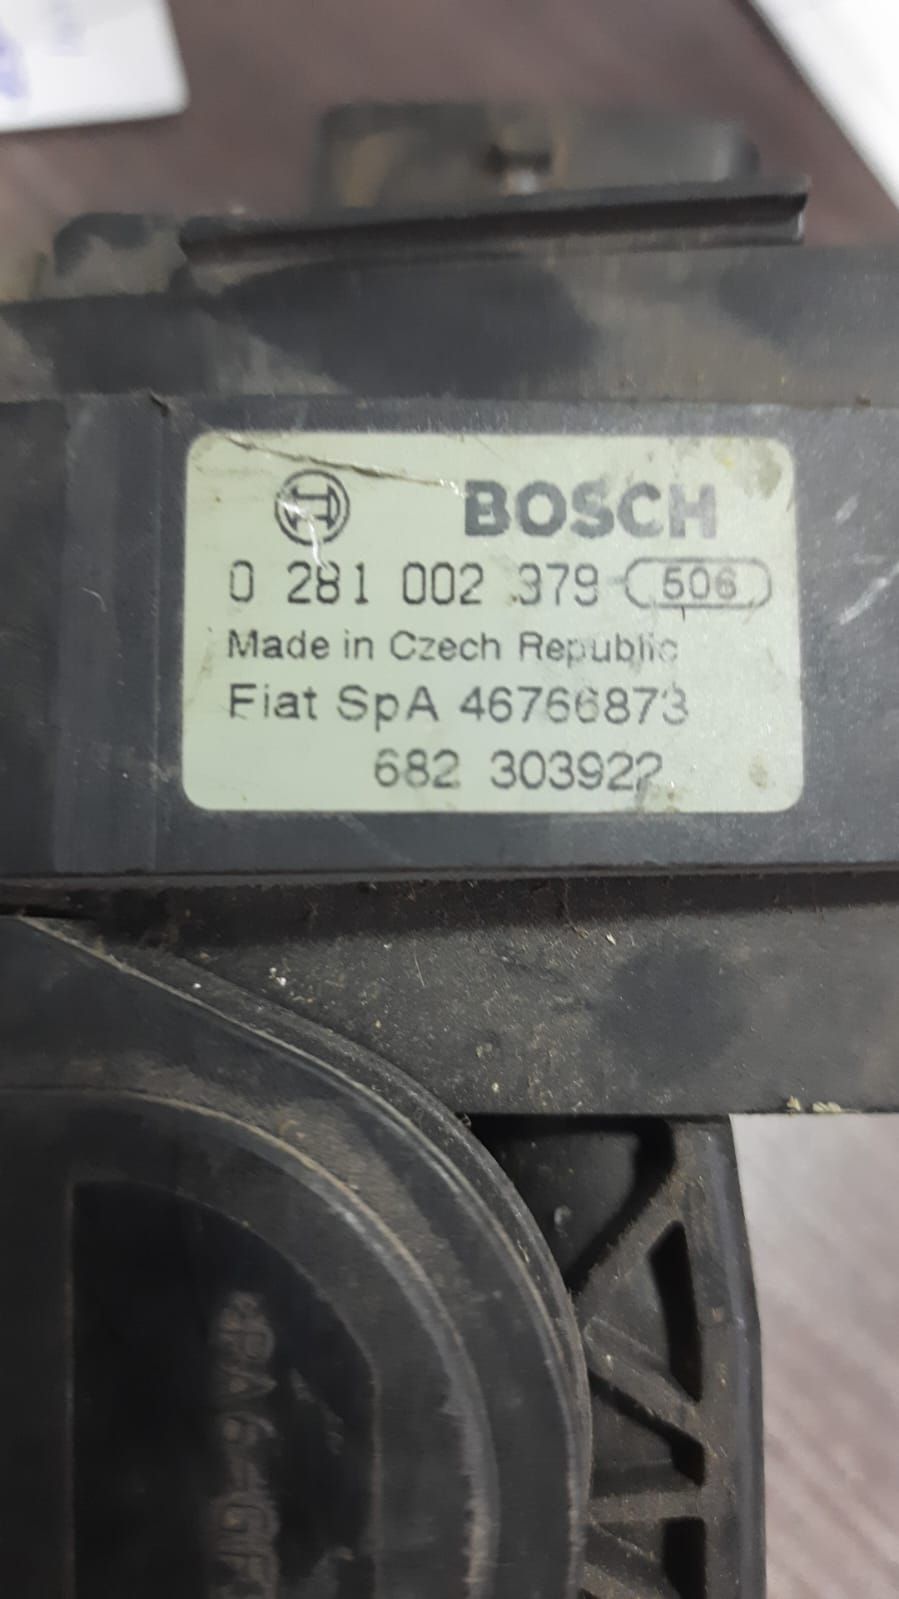 BOSCH
0 281 002 379 506
Made in Czech Republic
Fiat SpA 46766873
682 303922